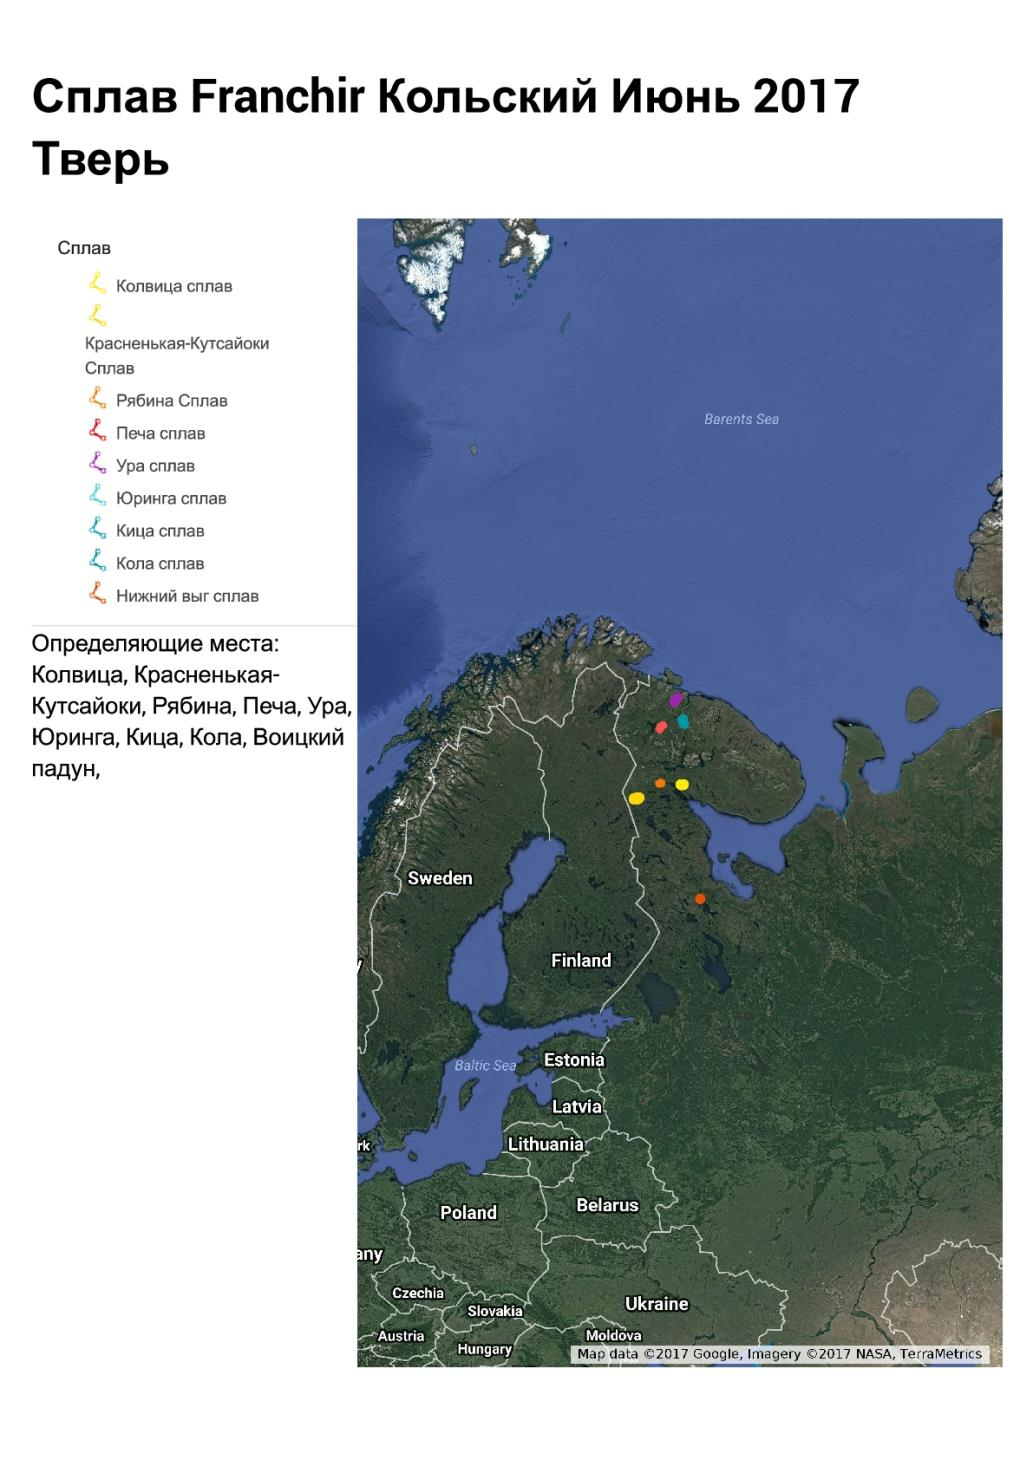 Сплав Franchir Кольский Июнь 2017
Тверь
Сплав
Колвица сплав
Красненькая-Кутсайоки
Сплав
Рябина Сплав
Печа сплав
Ура сплав
Юринга сплав
Кица сплав
Кола сплав
Нижний выг сплав
Определяющие места:
Колвица, Красненькая-
Кутсайоки, Рябина, Печа, Ура,
Юринга, Кица, Кола, Воицкий
падун,
Barents Sea
Sweden
Finland
Baltic Sea
Estonia
Latvia
rk
Lithuania
Poland
Belarus
any
Czechia
Slovakia
Ukraine
Austria
Hungary
Moldova
Map data ©2017 Google, Imagery ©2017 NASA, TerraMetrics